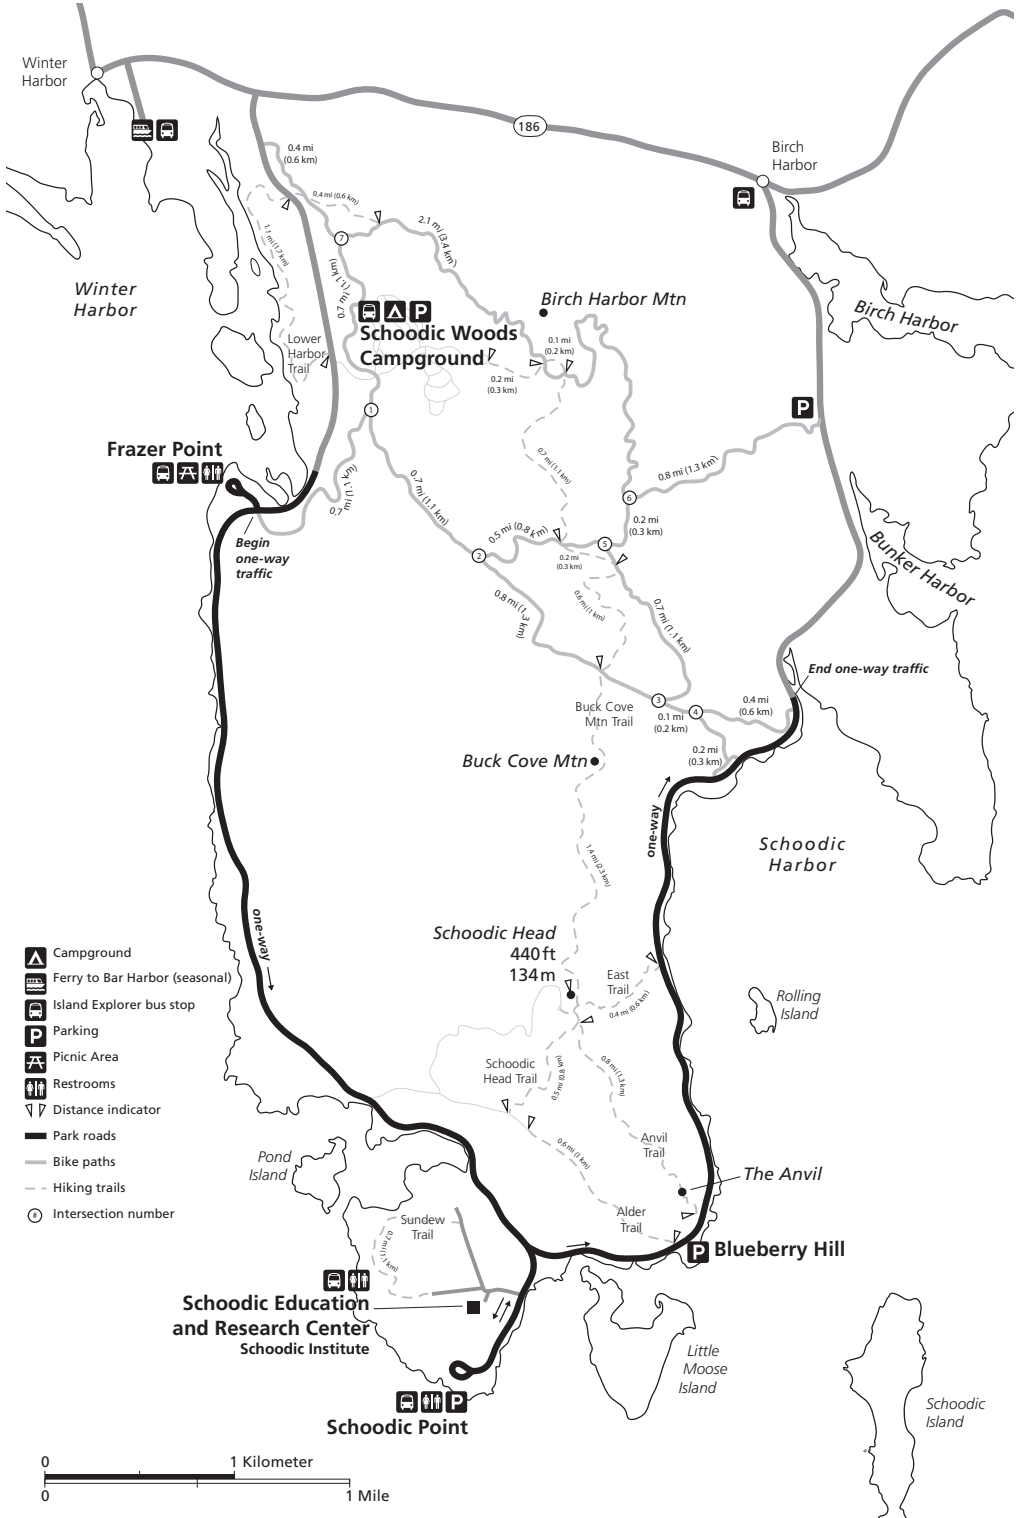 Winter
Harbor
186
Birch
Harbor
0.4 mi
(0.6 km)
0.4 mi (0.6 km)
2.1 mi (3.4 km)
7
1.1 mi (1.7 km)
0.7 mi (1.1 km)
Winter
Harbor
Birch Harbor Mtn
Birch Harbor
P
Schoodic Woods
Campground
Lower
Harbor
Trail
0.1 mi
(0.2 km)
0.2 mi
(0.3 km)
1
P
Frazer Point
0.7 mi (1.1 km)
0.7 mi (1.1 km)
0.7 mi (1.1 km)
0.8 mi (1.3 km)
6
0.2 mi
(0.3 km)
Begin
one-way
traffic
0.5 mi (0.8 km)
2
5
0.2 mi
(0.3 km)
Bunker Harbor
0.8 mi (1.3 km)
0.6 mi (1 km)
0.7 mi (1.1 km)
End one-way traffic
3
4
Buck Cove
Mtn Trail
0.1 mi
(0.2 km)
0.4 mi
(0.6 km)
0.2 mi
(0.3 km)
Buck Cove Mtn
one-way
Schoodic
Harbor
1.4 mi (2.3 km)
one-way
Schoodic Head
440 ft
134 m
East
Trail
0.4 mi (0.6 km)
Rolling
Island
Schoodic
Head Trail
0.5 mi (0.8 km)
0.8 mi (1.3 km)
0.6 mi (1 km)
Anvil
Trail
The Anvil
Alder
Trail
P
Blueberry Hill
Pond
Island
Sundew
Trail
0.7 mi (1.1 km)
Schoodic Education
and Research Center
Schoodic Institute
P
Schoodic Point
Little
Moose
Island
Schoodic
Island
Campground
Ferry to Bar Harbor (seasonal)
Island Explorer bus stop
P Parking
Picnic Area
Restrooms
Distance indicator
Park roads
Bike paths
Hiking trails
# Intersection number
0 1 Kilometer
0 1 Mile